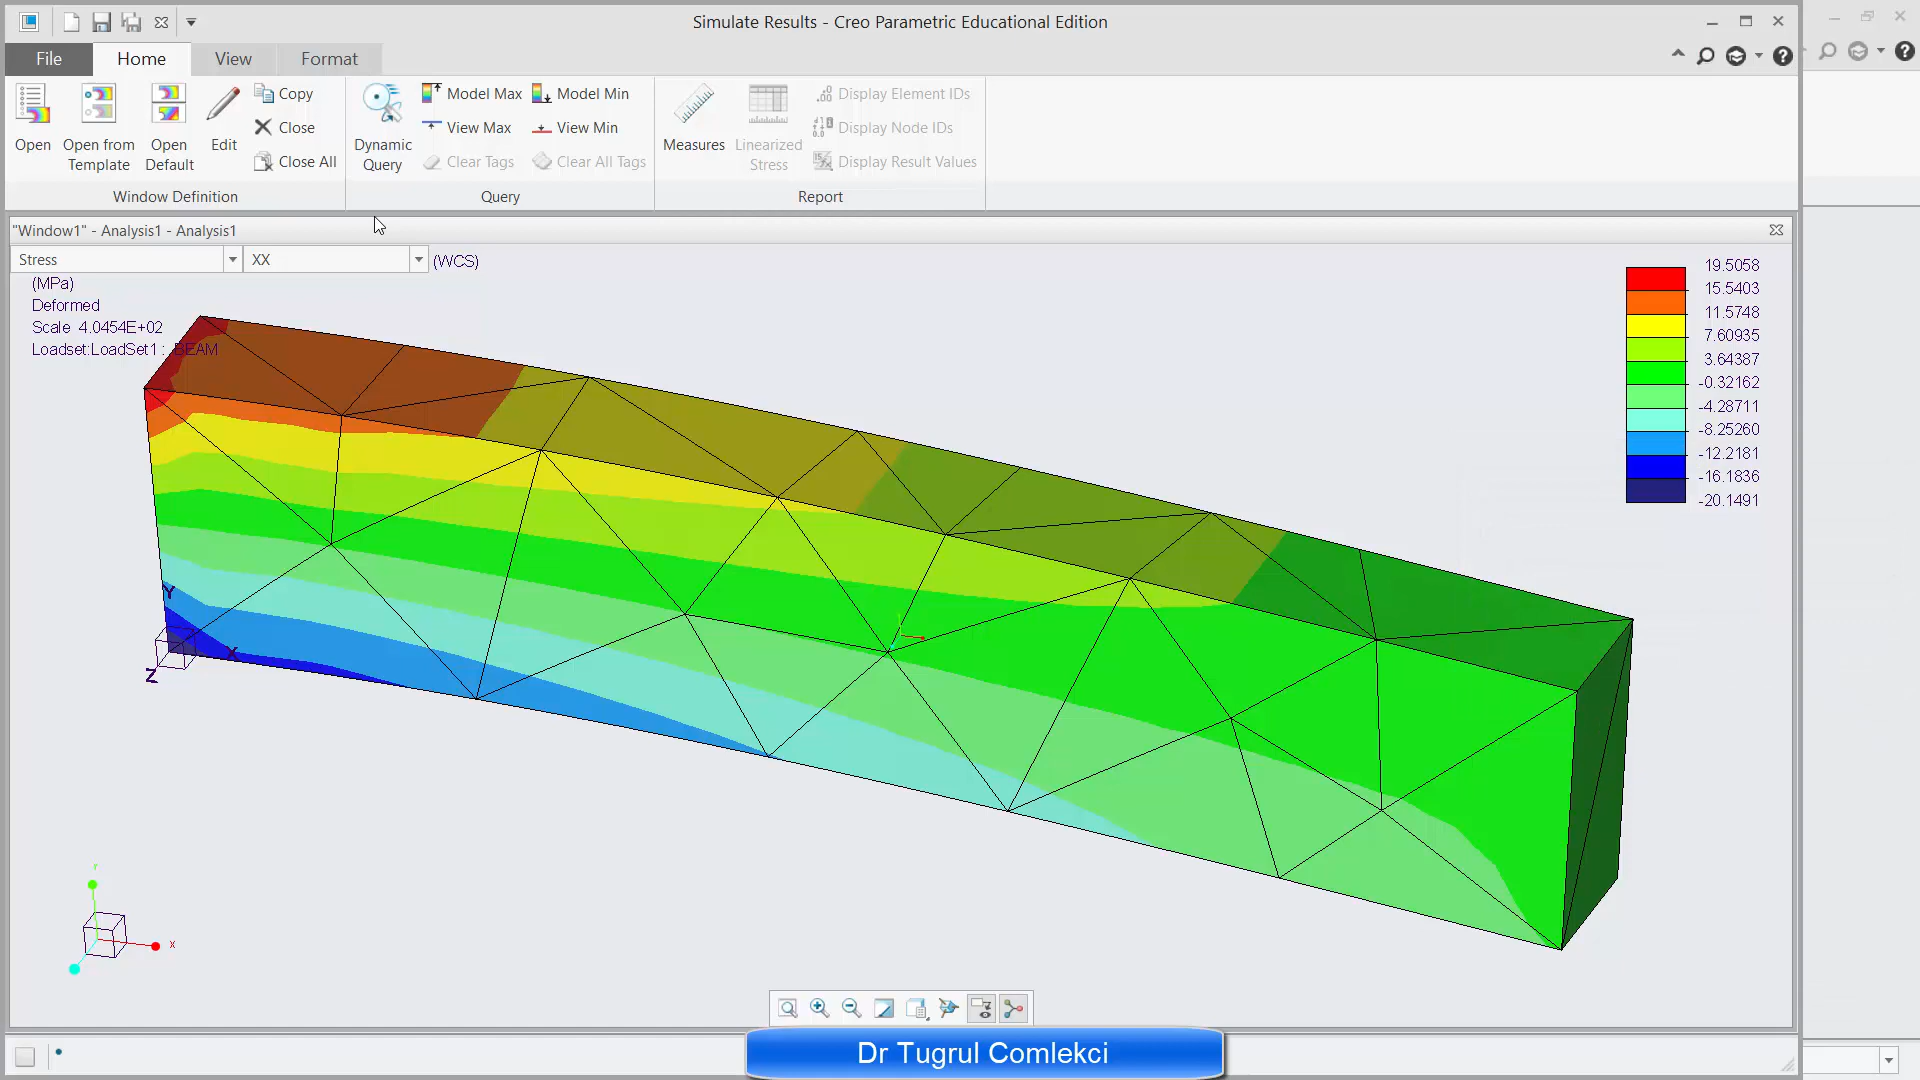 Simulate Results - Creo Parametric Educational Edition
File Home View Format
Open
Open from Template
Open Default
Edit
Copy
Close
Close All
Window Definition
Dynamic Query
Model Max Model Min
View Max View Min
Clear Tags Clear All Tags
Query
Measures
Linearized Stress
Display Element IDs
Display Node IDs
Display Result Values
Report
"Window1" - Analysis1 - Analysis1
Stress XX (WCS)
(MPa)
Deformed
Scale 4.0454E+02
Loadset:LoadSet1 : BEAM
19.5058
15.5403
11.5748
7.60935
3.64387
-0.32162
-4.28711
-8.25260
-12.2181
-16.1836
-20.1491
Y
X
Z
Y
X
Dr Tugrul Comlekci